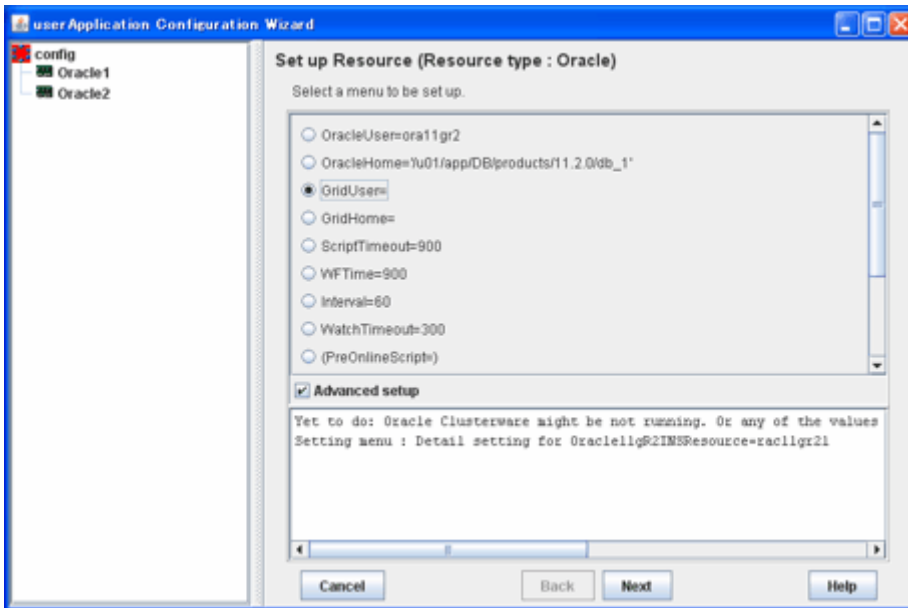 userApplication Configuration Wizard
config
Oracle1
Oracle2
Set up Resource (Resource type : Oracle)
Select a menu to be set up.
OracleUser=ora11gr2
OracleHome='/u01/app/DB/products/11.2.0/db_1'
GridUser=
GridHome=
ScriptTimeout=900
WFTime=900
Interval=60
WatchTimeout=300
(PreOnlineScript=)
Advanced setup
Yet to do: Oracle Clusterware might be not running. Or any of the values
Setting menu : Detail setting for Oracle11gR2INSResource=rac11gr21
Cancel
Back
Next
Help